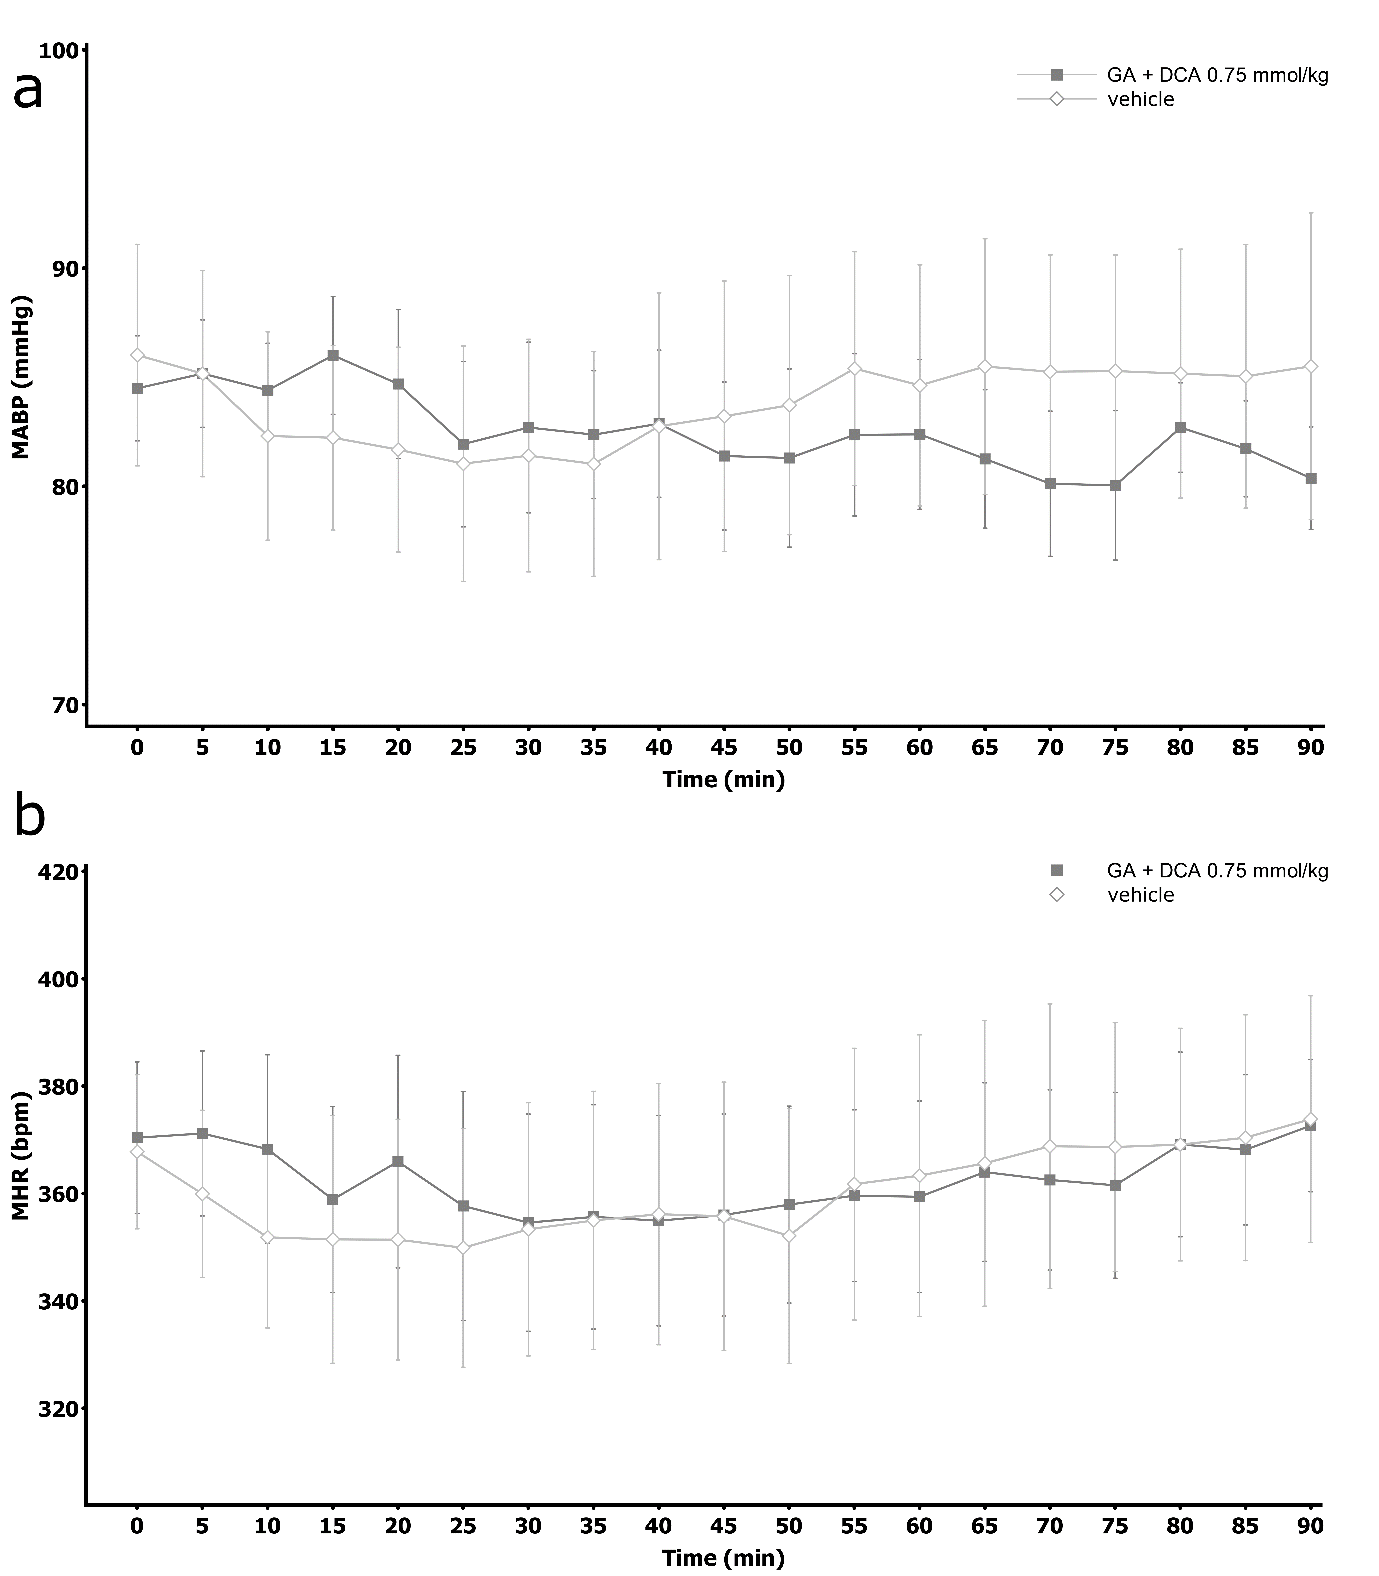 a
GA + DCA 0.75 mmol/kg
vehicle
MABP (mmHg)
100
90
80
70
0 5 10 15 20 25 30 35 40 45 50 55 60 65 70 75 80 85 90
Time (min)
b
GA + DCA 0.75 mmol/kg
vehicle
MHR (bpm)
420
400
380
360
340
320
0 5 10 15 20 25 30 35 40 45 50 55 60 65 70 75 80 85 90
Time (min)